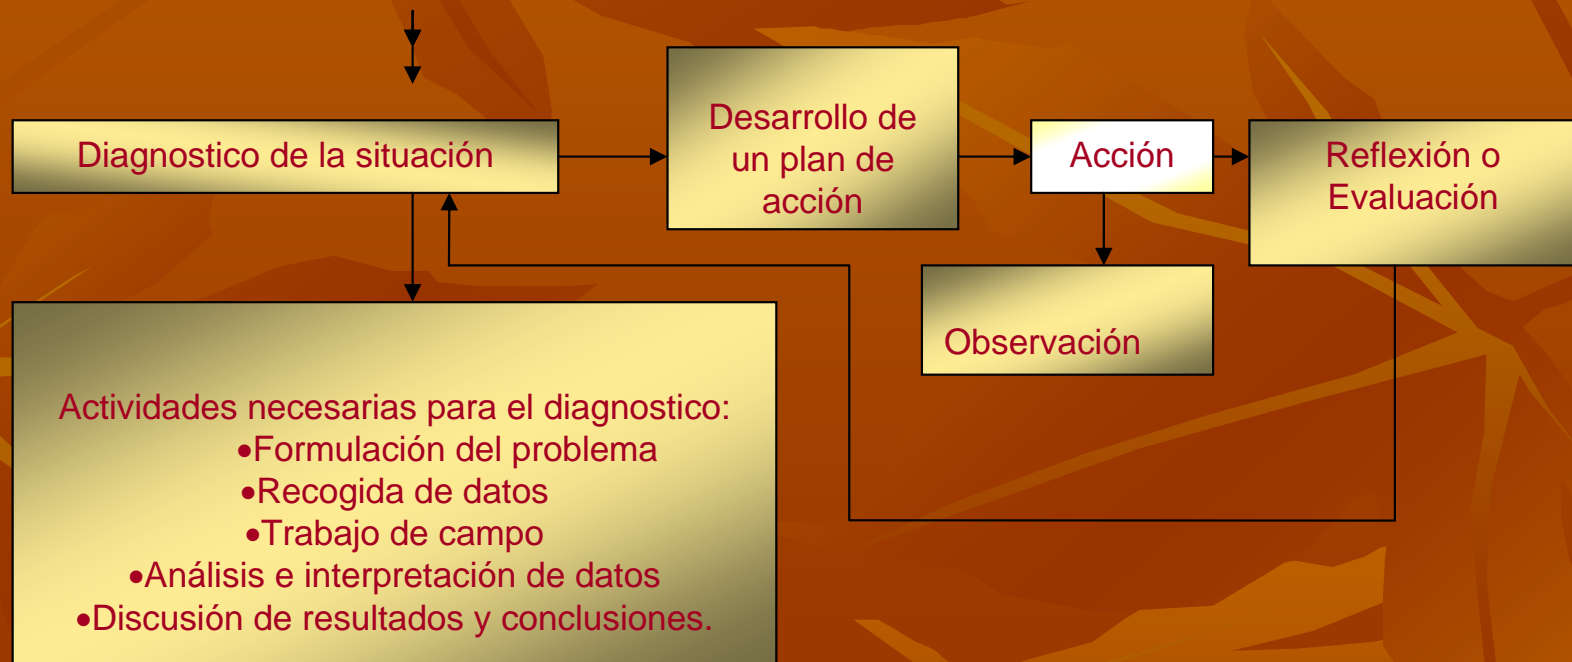 Diagnostico de la situación
Desarrollo de
un plan de
acción
Acción
Reflexión o
Evaluación
Observación
Actividades necesarias para el diagnostico:
•Formulación del problema
•Recogida de datos
•Trabajo de campo
•Análisis e interpretación de datos
•Discusión de resultados y conclusiones.